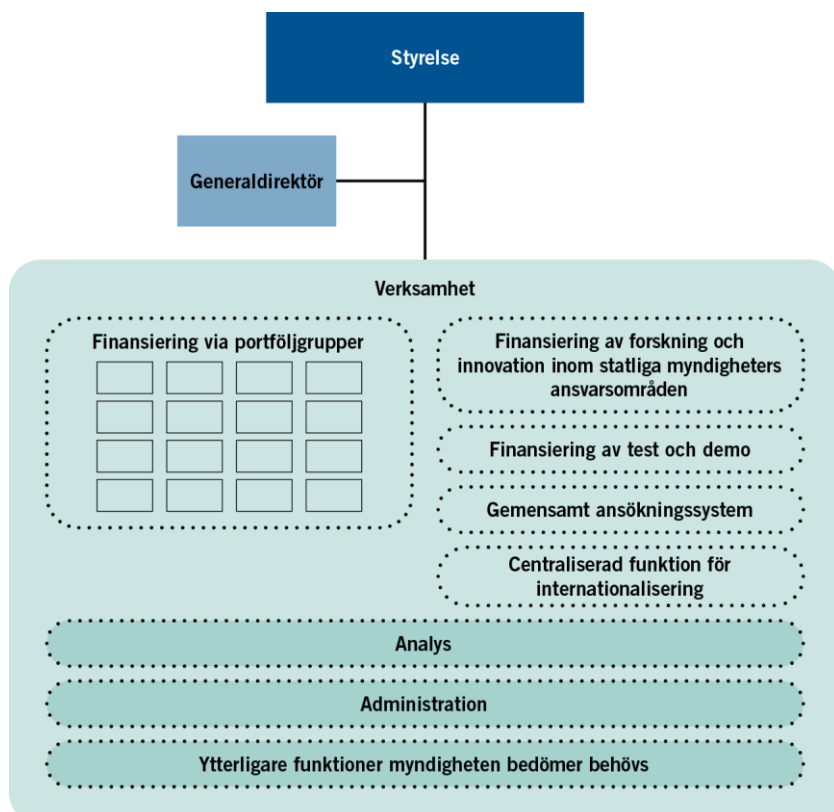 Styrelse
Generaldirektör
Verksamhet
Finansiering via portföljgrupper
Finansiering av forskning och
innovation inom statliga myndigheters
ansvarsområden
Finansiering av test och demo
Gemensamt ansökningssystem
Centraliserad funktion för
internationalisering
Analys
Administration
Ytterligare funktioner myndigheten bedömer behövs